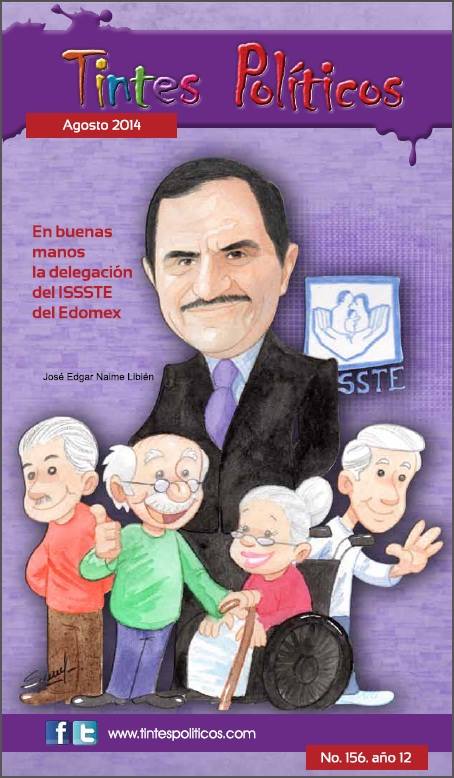 Tintes Políticos
Agosto 2014
En buenas
manos
la delegación
del ISSSTE
del Edomex
José Edgar Naime Libién
SSTE
www.tintespoliticos.com
No. 156. año 12